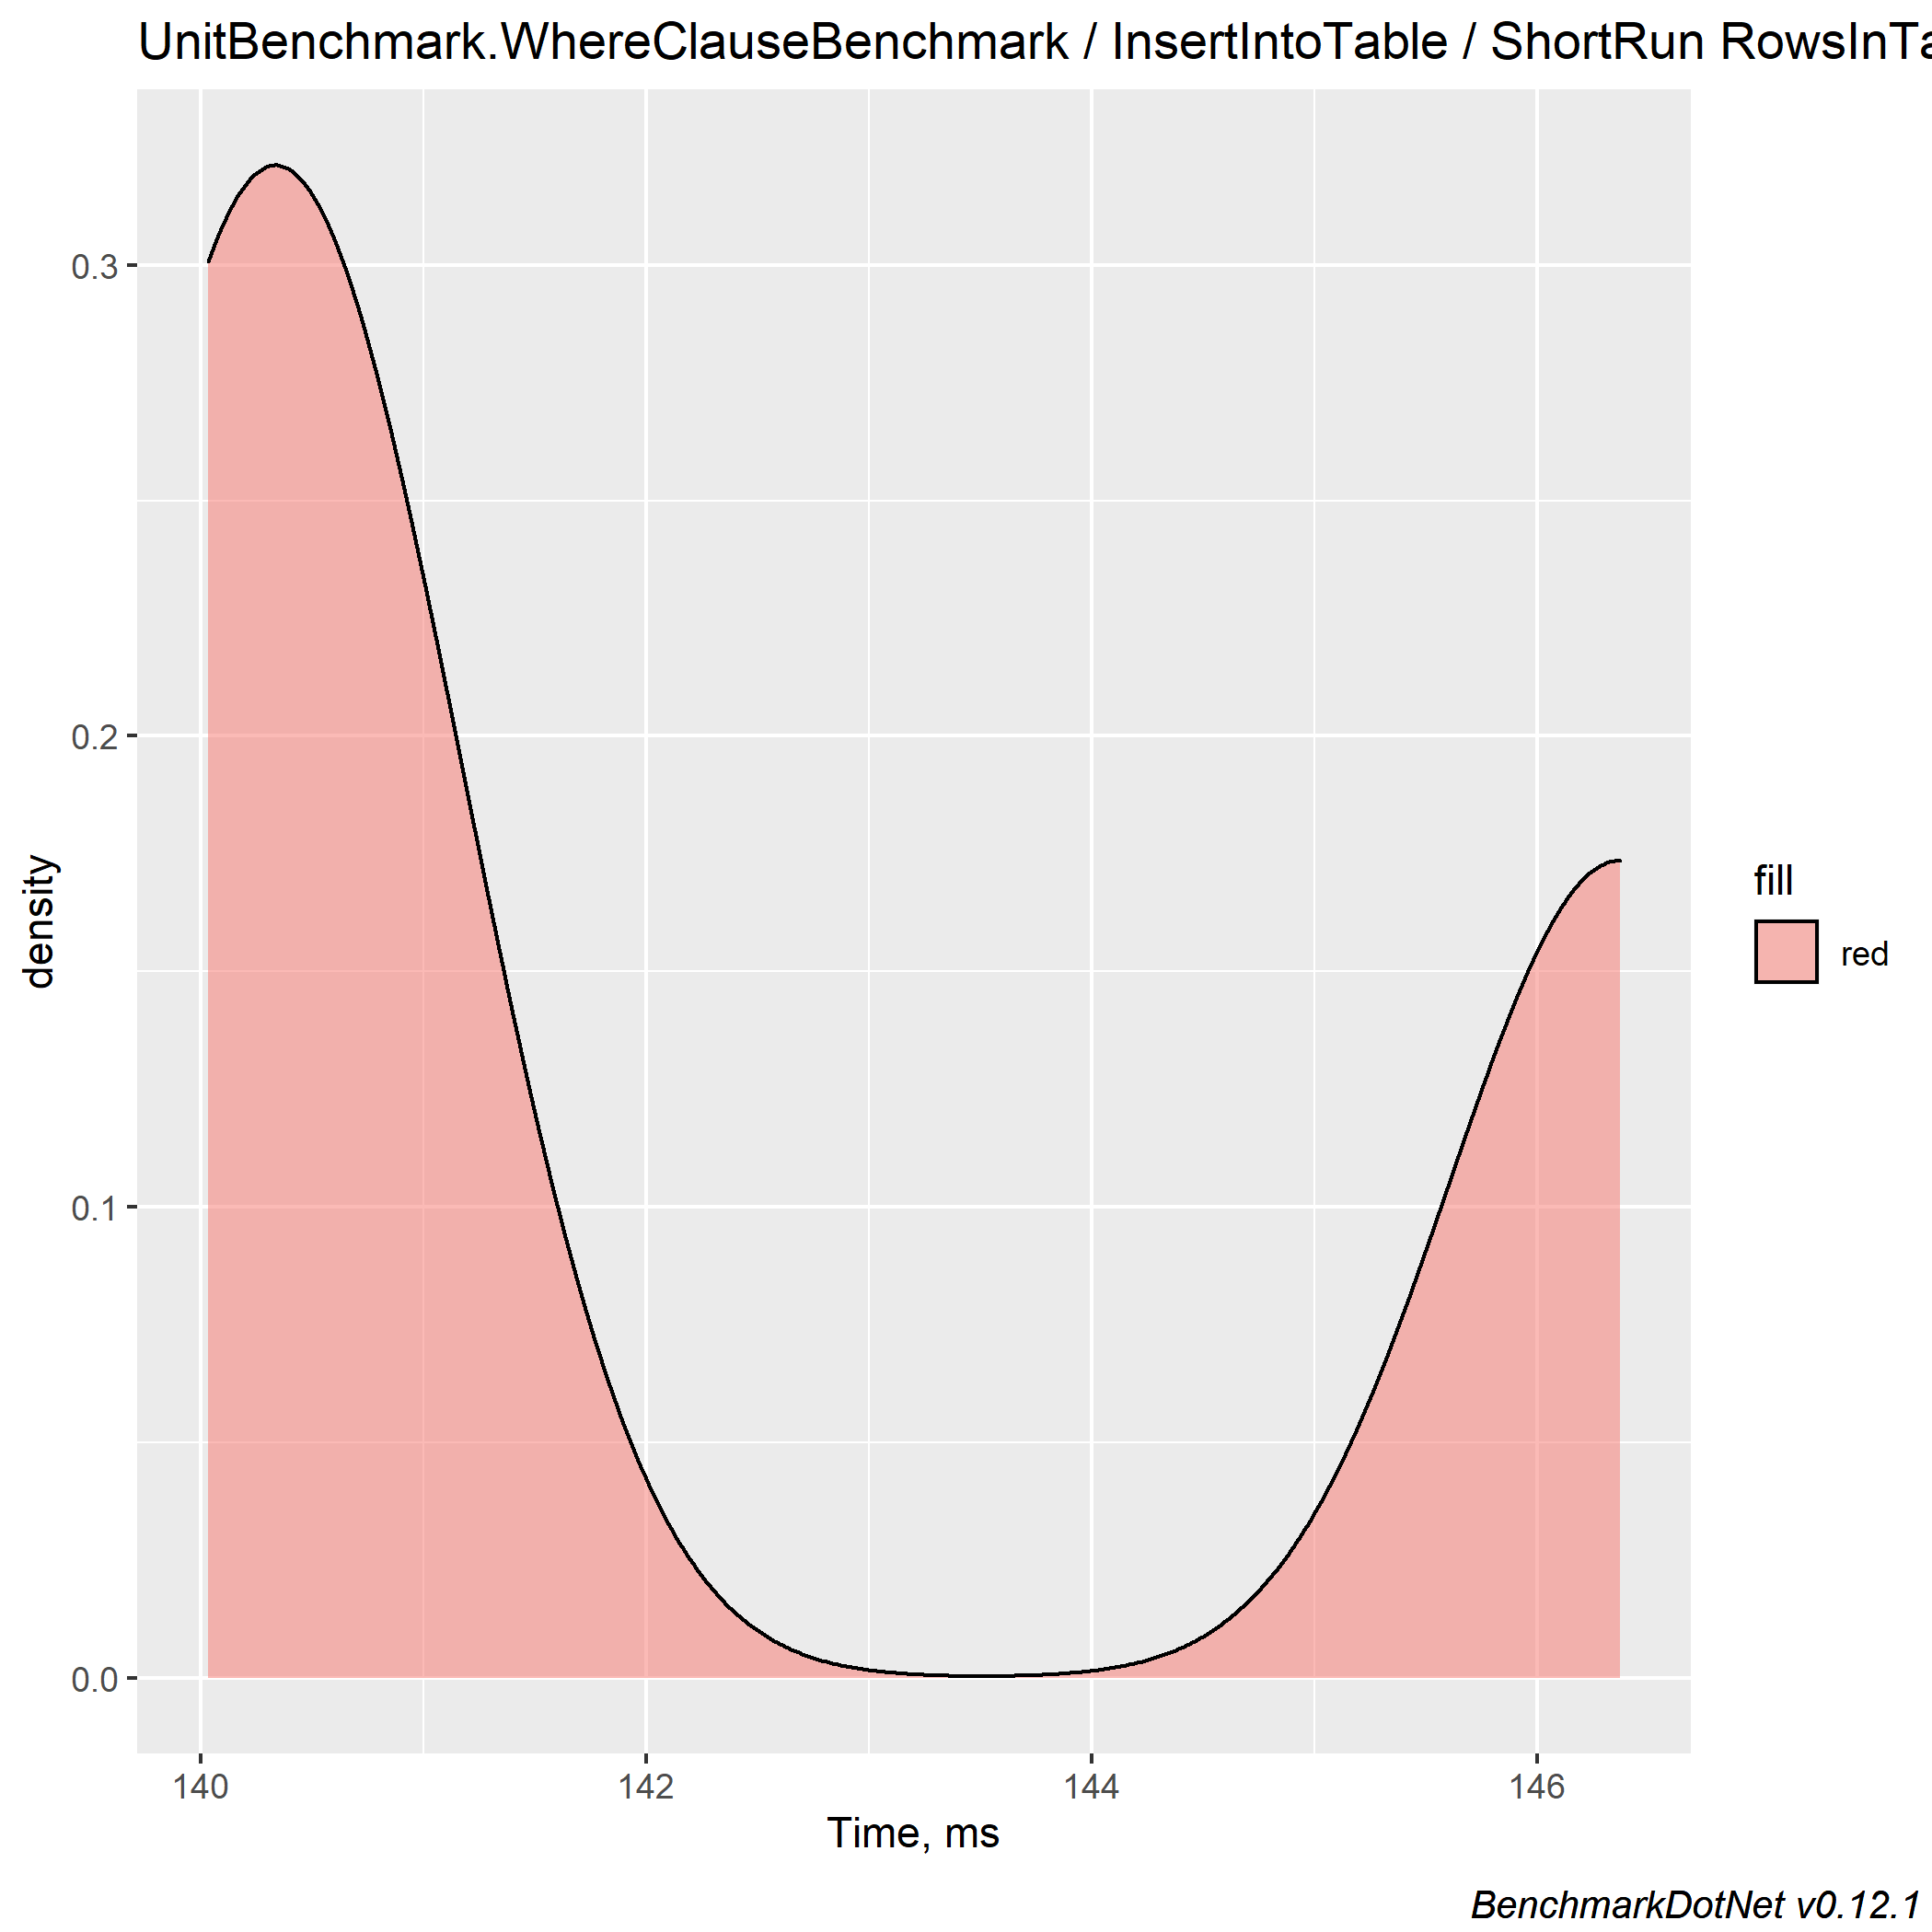 UnitBenchmark.WhereClauseBenchmark / InsertIntoTable / ShortRun
0.3
0.2
0.1
0.0
density
140 142 144 146
Time, ms
fill
red
BenchmarkDotNet v0.12.1